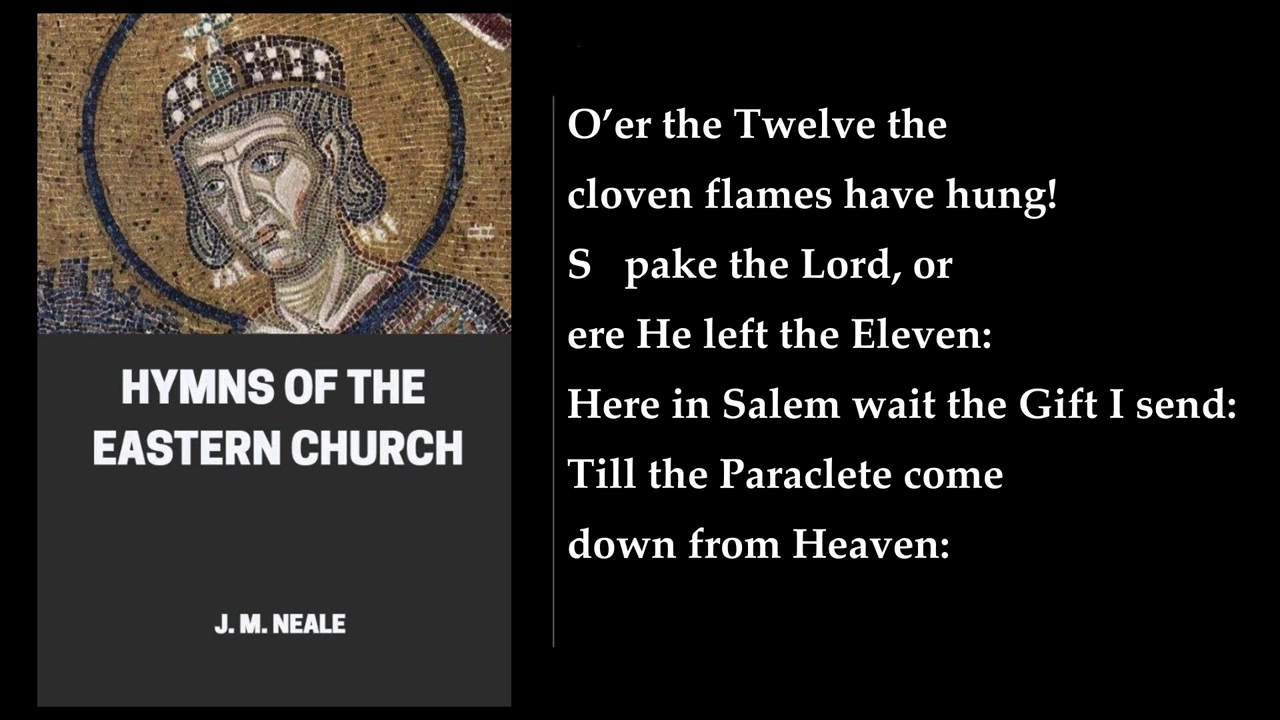 HYMNS OF THE
EASTERN CHURCH
J. M. NEALE
O’er the Twelve the
cloven flames have hung!
S pake the Lord, or
ere He left the Eleven:
Here in Salem wait the Gift I send:
Till the Paraclete come
down from Heaven: